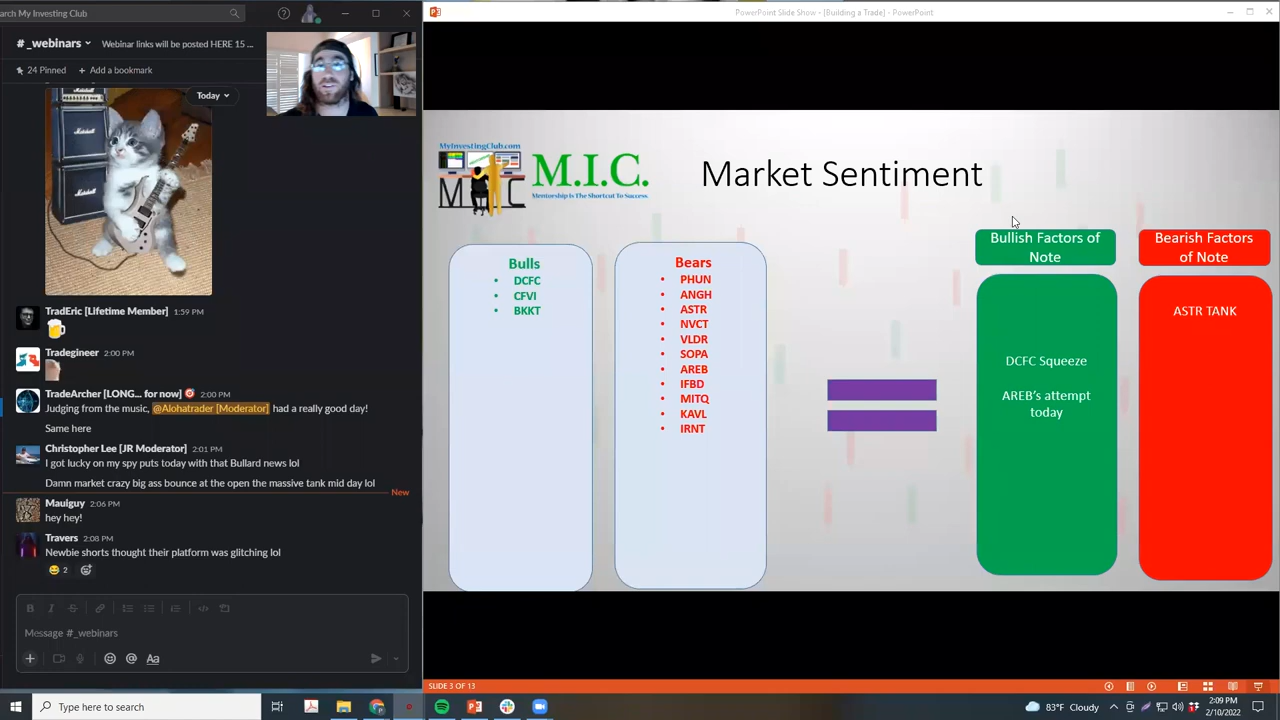 arch My Investing Club
# _webinars
Webinar links will be posted HERE 15 ...
24 Pinned
+ Add a bookmark
Today
Marshall
Marshall
TradEric [Lifetime Member] 1:59 PM
Tradegineer 2:00 PM
TradeArcher [LONG... for now] 2:00 PM
Judging from the music, @Alohatrader [Moderator] had a really good day!
Same here
Christopher Lee [JR Moderator] 2:01 PM
I got lucky on my spy puts today with that Bullard news lol
Damn market crazy big ass bounce at the open the massive tank mid day lol
New
Mauiguy 2:06 PM
hey hey!
Travers 2:08 PM
Newbie shorts thought their platform was glitching lol
2
Message #_webinars
Aa
PowerPoint Slide Show - [Building a Trade] - PowerPoint
MyInvestingClub.com
MIC
M.I.C.
Mentorship Is The Shortcut To Success
Market Sentiment
Bulls
• DCFC
• CFVI
• BKKT
Bears
• PHUN
• ANGH
• ASTR
• NVCT
• VLDR
• SOPA
• AREB
• IFBD
• MITQ
• KAVL
• IRNT
Bullish Factors of
Note
DCFC Squeeze
AREB's attempt
today
Bearish Factors
of Note
ASTR TANK
SLIDE 3 OF 13
Type here to search
83°F Cloudy
2:09 PM
2/10/2022